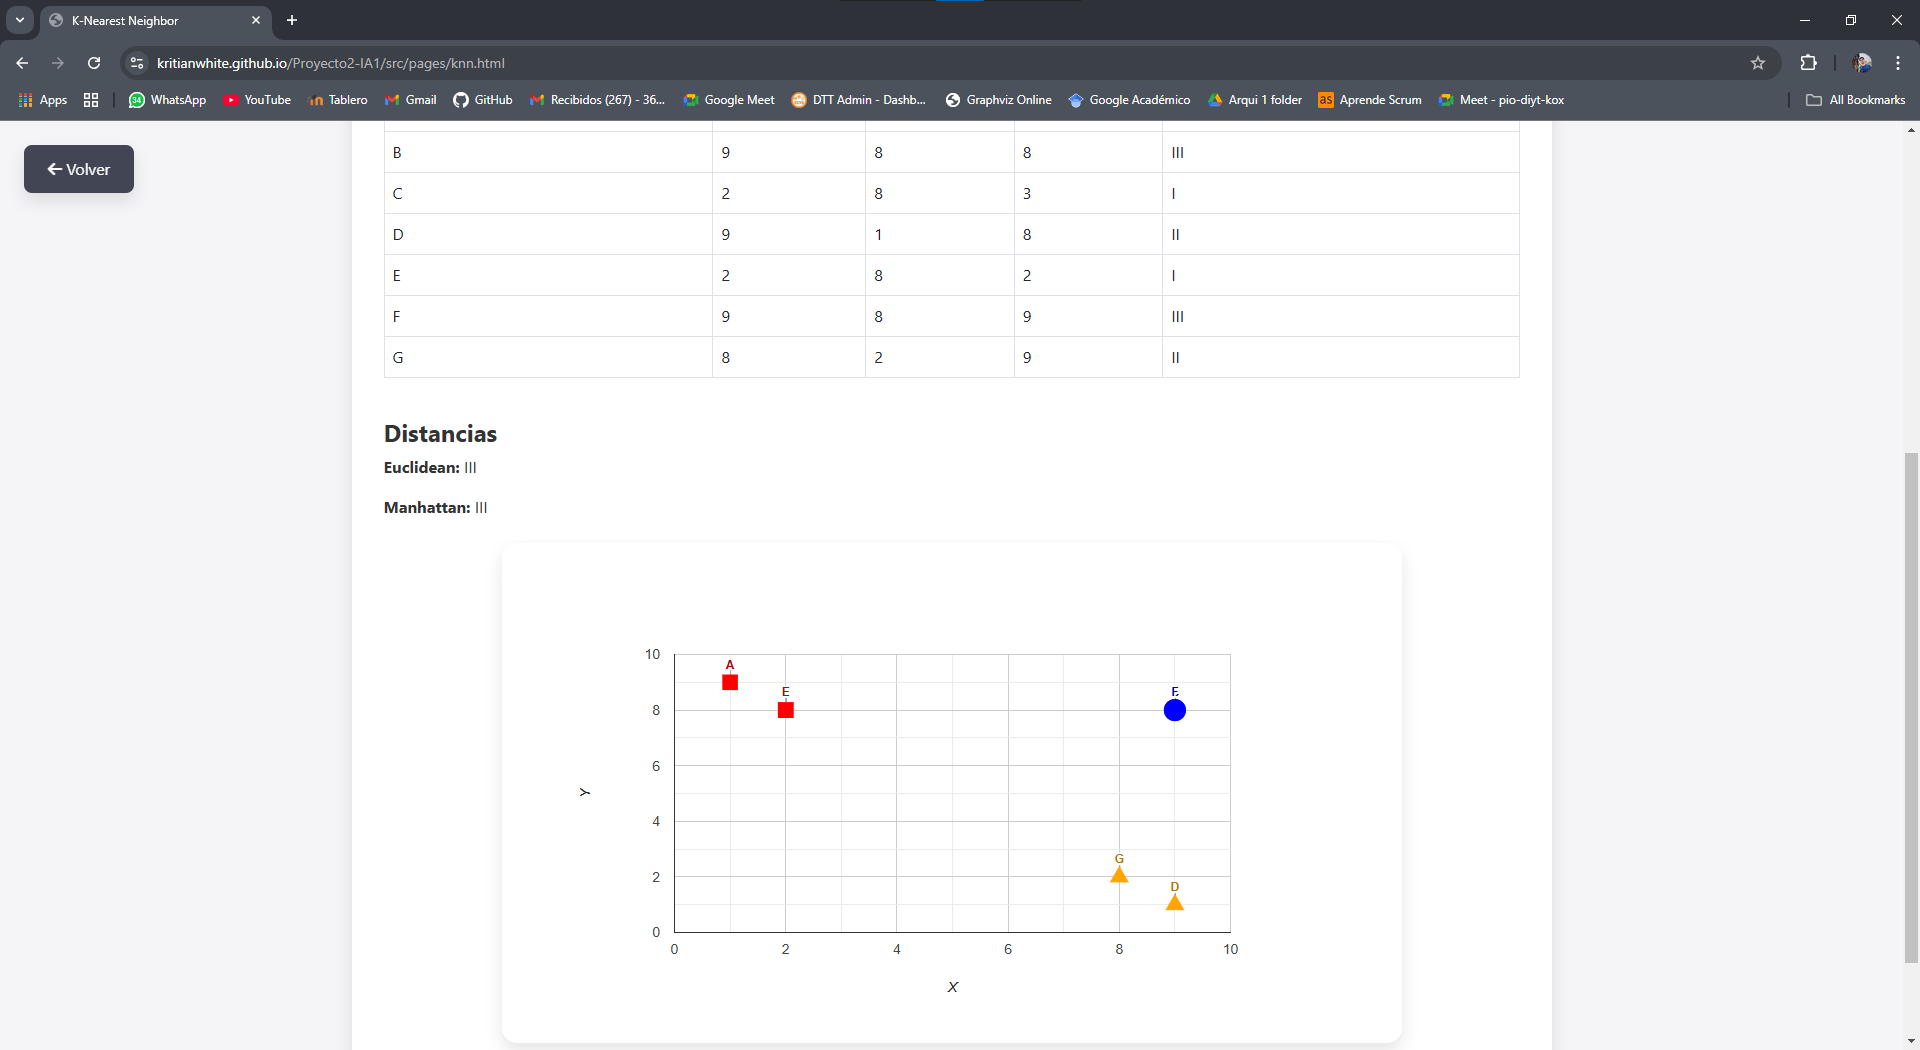 K-Nearest Neighbor
kritianwhite.github.io/Proyecto2-IA1/src/pages/knn.html
Apps WhatsApp YouTube Tablero Gmail GitHub Recibidos (267) - 36... Google Meet DTT Admin - Dashb... Graphviz Online Google Académico Arqui 1 folder as Aprende Scrum Meet - pio-diyt-kox All Bookmarks
Volver
B 9 8 8 III
C 2 8 3 I
D 9 1 8 II
E 2 8 2 I
F 9 8 9 III
G 8 2 9 II
Distancias
Euclidean: III
Manhattan: III
10
A
E
8
6
Y
4
G
2
D
0
0 2 4 6 8 10
X